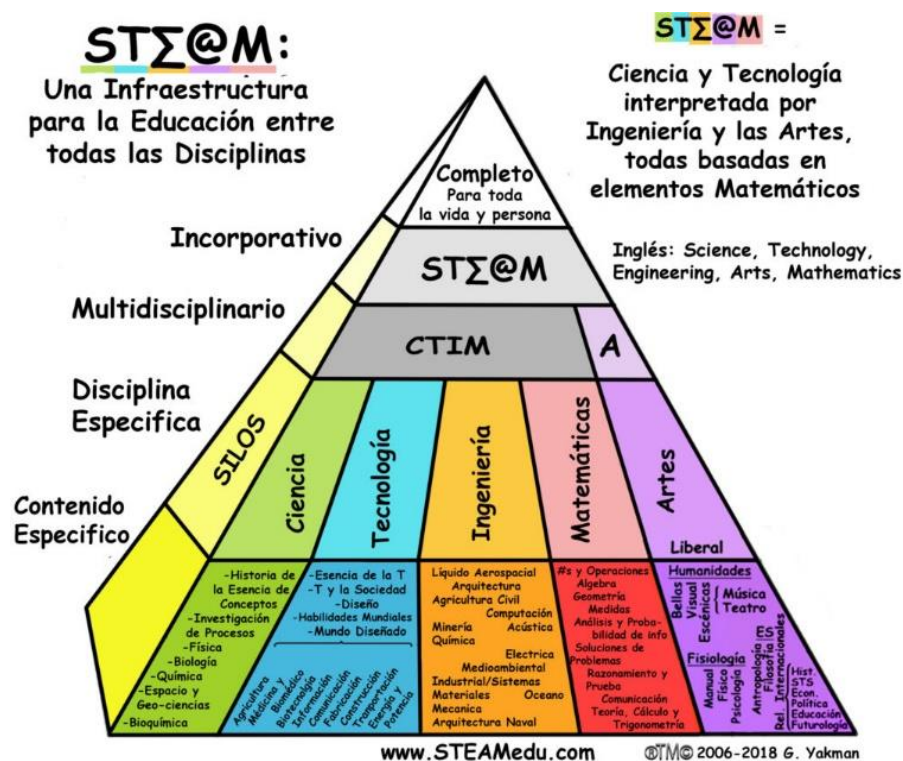 STΣ@M:
Una Infraestructura
para la Educación entre
todas las Disciplinas
STΣ@M =
Ciencia y Tecnología
interpretada por
Ingeniería y las Artes,
todas basadas en
elementos Matemáticos
Inglés: Science, Technology,
Engineering, Arts, Mathematics
Completo
Para toda
la vida y persona
Incorporativo
STΣ@M
Multidisciplinario
CTIM
A
Disciplina
Especifica
SILOS
Ciencia
Tecnología
Ingeniería
Matemáticas
Artes
Liberal
Contenido
Especifico
-Historia de
la Esencia de
Conceptos
-Investigación
de Procesos
-Física
-Biología
-Química
-Espacio y
Geo-ciencias
-Bioquímica
-Esencia de la T
-T y la Sociedad
-Diseño
-Habilidades Mundiales
-Mundo Diseñado
Agricultura
Médicina y
Biomédico
Biotecnología
Información
Comunicación
Fabricación
Construcción
Tranportación
Energía y
Potencia
Líquido Aerospacial
Arquitectura
Agricultura Civil
Computación
Minería Acústica
Química
Electrica
Medioambiental
Industrial/Sistemas
Materiales Oceano
Mecanica
Arquitectura Naval
#s y Operaciones
Algebra
Geometría
Medidas
Análisis y Proba-
bilidad de info
Soluciones de
Problemas
Razonamiento y
Prueba
Comunicación
Teoría, Cálculo y
Trigonometría
Humanidades
Bellas
Visual
Escénicas
Música
Teatro
Fisiología
Manual
Físico
Psicología
ES
Antropología
Filosofia
Rel. Internacionales
Hist.
STS
Econ.
Política
Educación
Futurología
www.STEAMedu.com
®TM© 2006-2018 G. Yakman